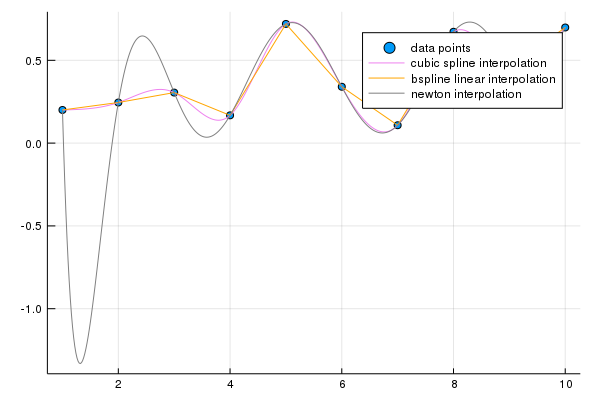 data points
cubic spline interpolation
bspline linear interpolation
newton interpolation
0.5
0.0
-0.5
-1.0
2 4 6 8 10